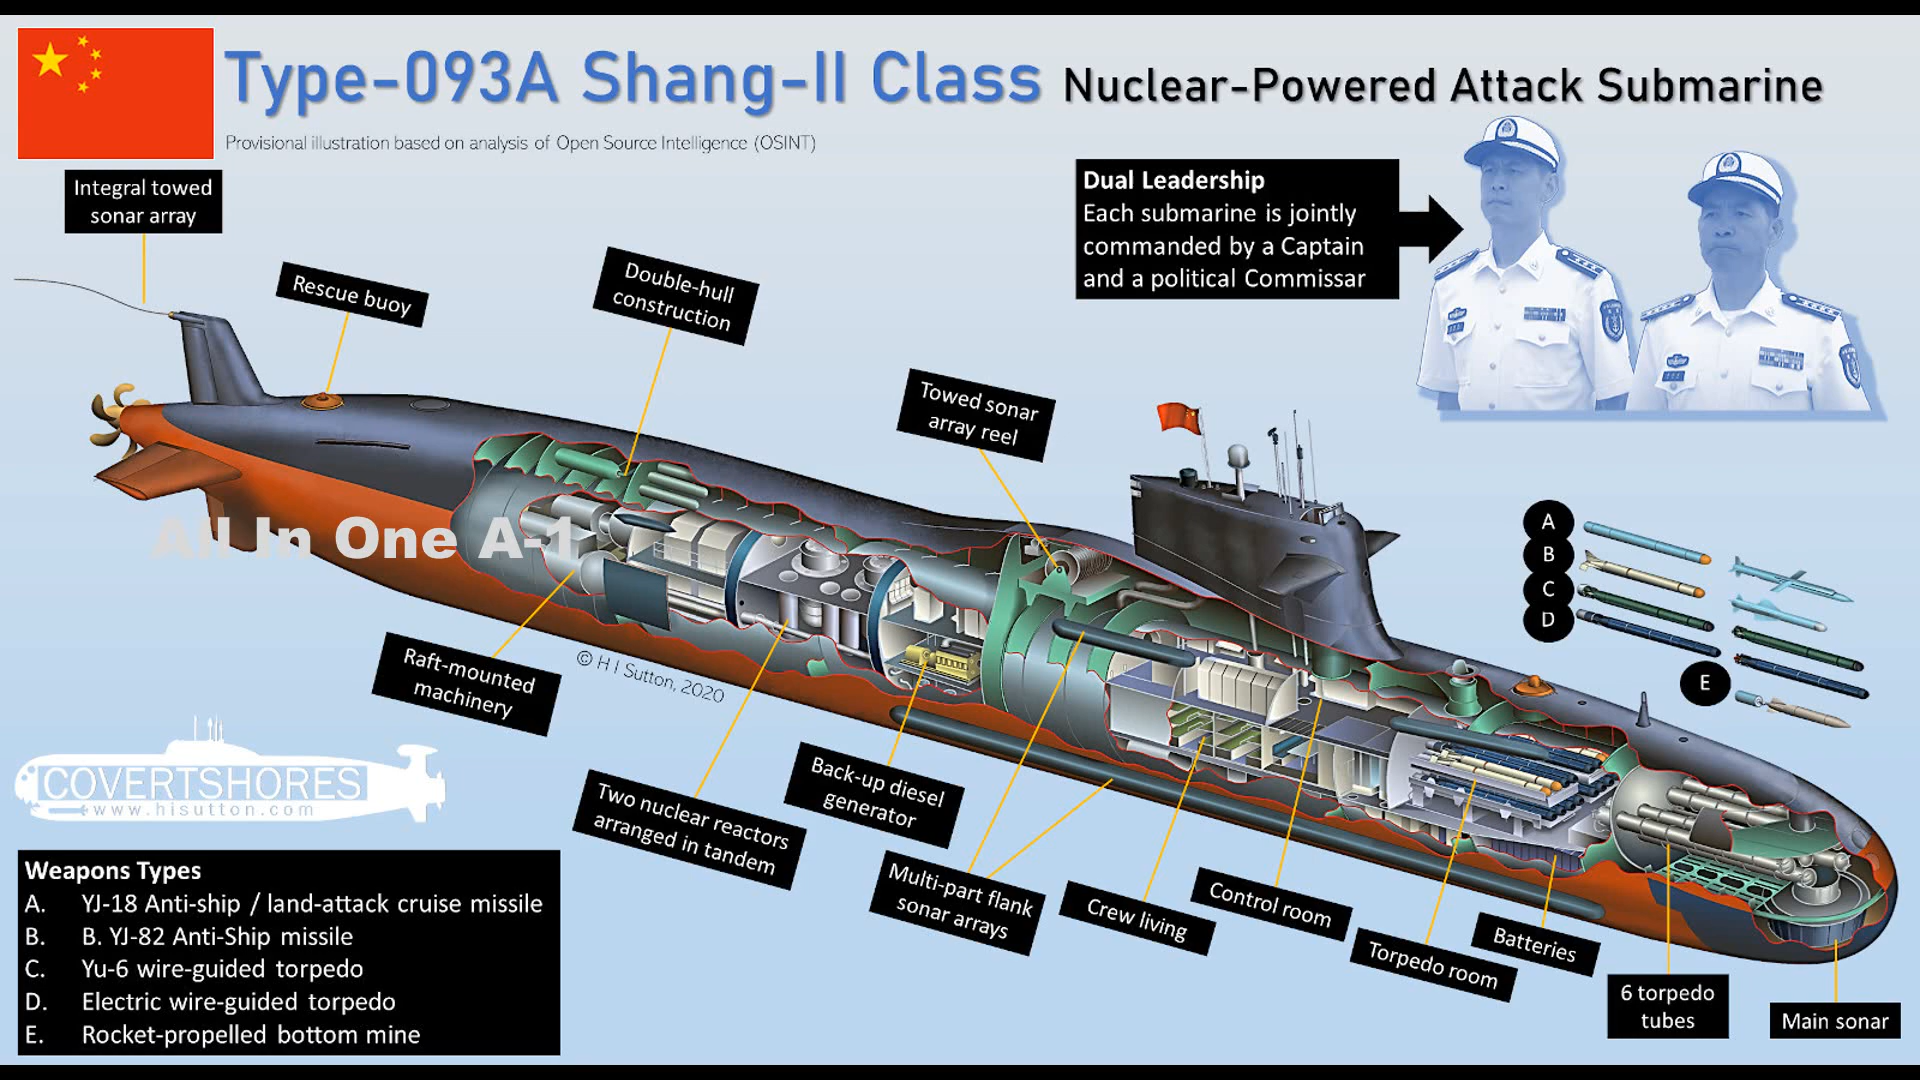 Type-093A Shang-II Class Nuclear-Powered Attack Submarine
Provisional illustration based on analysis of Open Source Intelligence (OSINT)
Integral towed
sonar array
Rescue buoy
Double-hull
construction
Dual Leadership
Each submarine is jointly
commanded by a Captain
and a political Commissar
Towed sonar
array reel
All In One A-1
A
B
C
D
E
Raft-mounted
machinery
© H I Sutton, 2020
COVERTSHORES
www.hisutton.com
Two nuclear reactors
arranged in tandem
Back-up diesel
generator
Multi-part flank
sonar arrays
Crew living
Control room
Torpedo room
Batteries
6 torpedo
tubes
Main sonar
Weapons Types
A. YJ-18 Anti-ship / land-attack cruise missile
B. B. YJ-82 Anti-Ship missile
C. Yu-6 wire-guided torpedo
D. Electric wire-guided torpedo
E. Rocket-propelled bottom mine